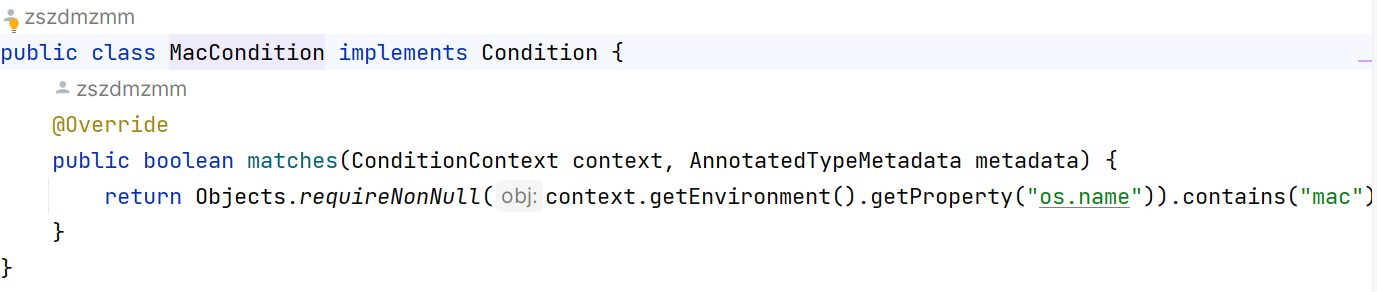 zszdmzmm
public class MacCondition implements Condition {
zszdmzmm
@Override
public boolean matches(ConditionContext context, AnnotatedTypeMetadata metadata) {
return Objects.requireNonNull( obj: context.getEnvironment().getProperty("os.name")).contains("mac")
}
}